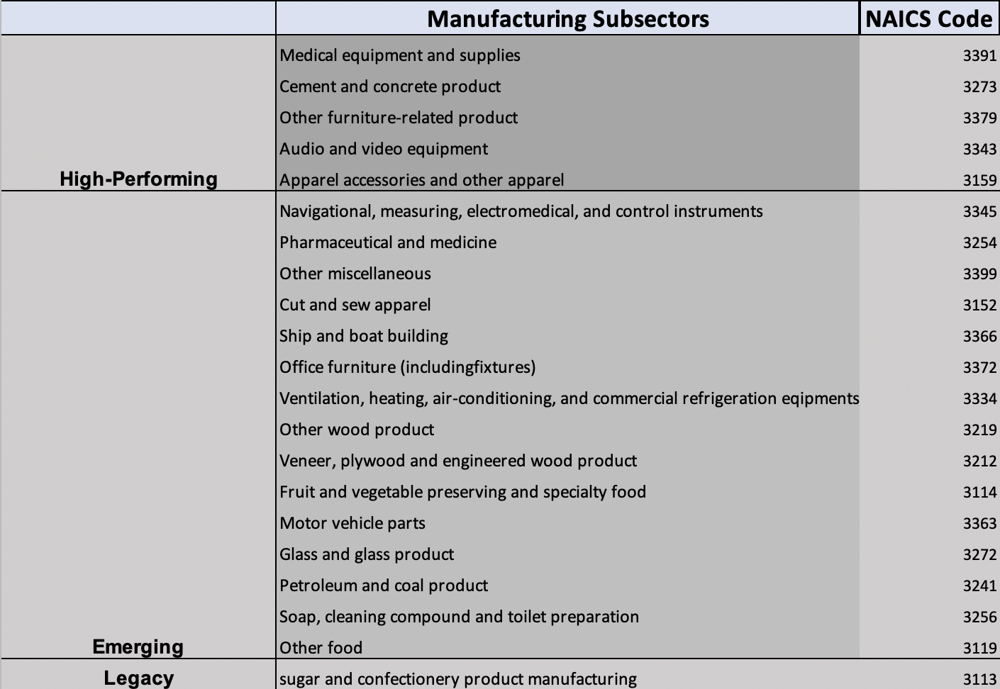 Manufacturing Subsectors NAICS Code
Medical equipment and supplies 3391
Cement and concrete product 3273
Other furniture-related product 3379
Audio and video equipment 3343
High-Performing Apparel accessories and other apparel 3159
Navigational, measuring, electromedical, and control instruments 3345
Pharmaceutical and medicine 3254
Other miscellaneous 3399
Cut and sew apparel 3152
Ship and boat building 3366
Office furniture (includingfixtures) 3372
Ventilation, heating, air-conditioning, and commercial refrigeration eqipments 3334
Other wood product 3219
Veneer, plywood and engineered wood product 3212
Fruit and vegetable preserving and specialty food 3114
Motor vehicle parts 3363
Glass and glass product 3272
Petroleum and coal product 3241
Soap, cleaning compound and toilet preparation 3256
Emerging Other food 3119
Legacy sugar and confectionery product manufacturing 3113